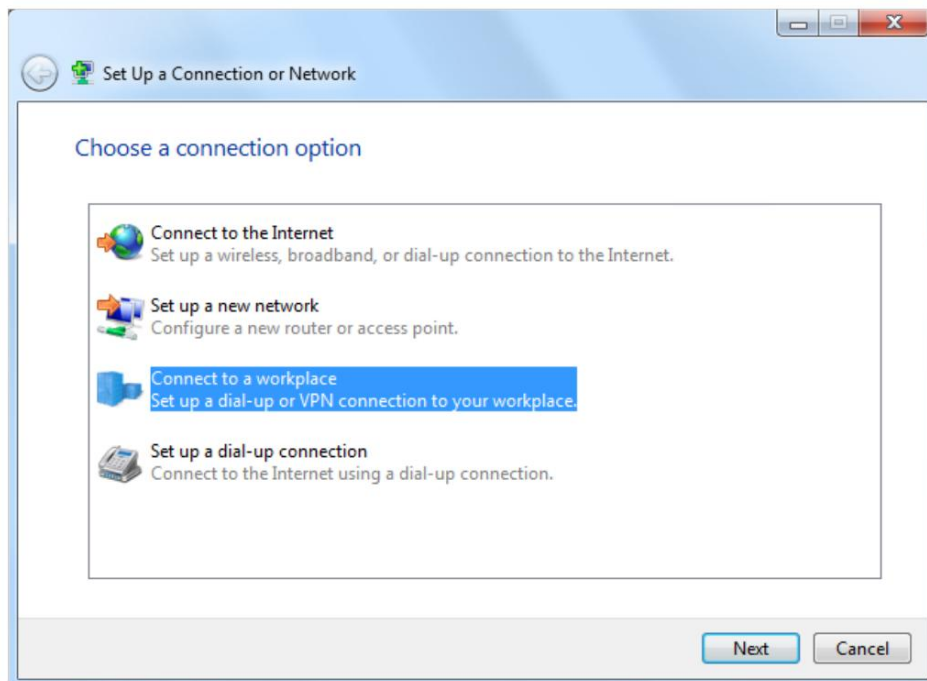 Set Up a Connection or Network
Choose a connection option
Connect to the Internet
Set up a wireless, broadband, or dial-up connection to the Internet.
Set up a new network
Configure a new router or access point.
Connect to a workplace
Set up a dial-up or VPN connection to your workplace.
Set up a dial-up connection
Connect to the Internet using a dial-up connection.
Next Cancel